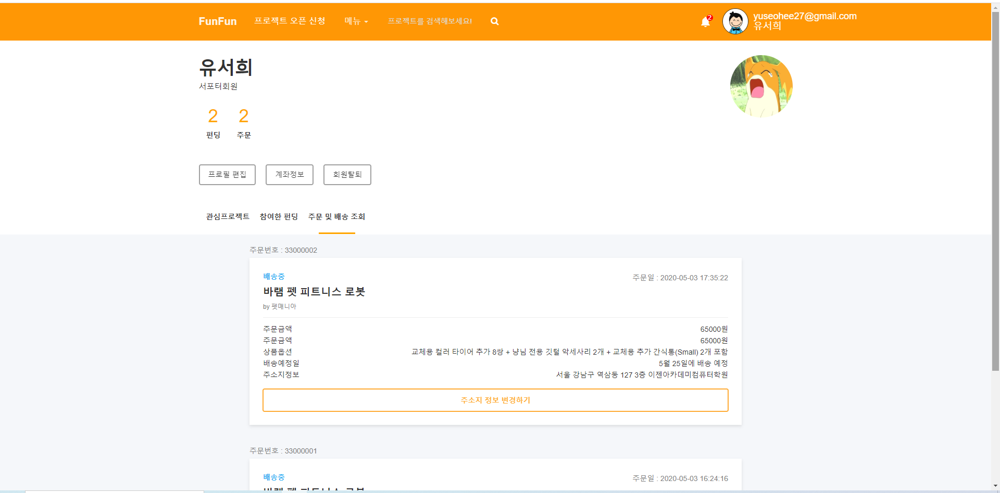 FunFun 프로젝트 오픈 신청 메뉴 프로젝트를 검색해보세요! 2 yuseohee27@gmail.com
유서희
유서희
서포터회원
2 2
펀딩 주문
프로필 편집 계좌정보 회원탈퇴
관심프로젝트 참여한 펀딩 주문 및 배송 조회
주문번호 : 33000002
배송중 주문일 : 2020-05-03 17:35:22
바램 펫 피트니스 로봇
by 펫매니아
주문금액 65000원
주문금액 65000원
상품옵션 교체용 컬러 타이어 추가 8쌍 + 냥님 전용 깃털 악세사리 2개 + 교체용 추가 간식통(Small) 2개 포함
배송예정일 5월 25일에 배송 예정
주소지정보 서울 강남구 역삼동 127 3층 이젠아카데미컴퓨터학원
주소지 정보 변경하기
주문번호 : 33000001
배송중 주문일 : 2020-05-03 16:24:16
바램 펫 피트니스 로봇